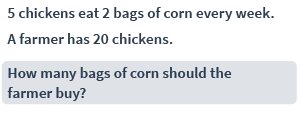 5 chickens eat 2 bags of corn every week.
A farmer has 20 chickens.
How many bags of corn should the
farmer buy?